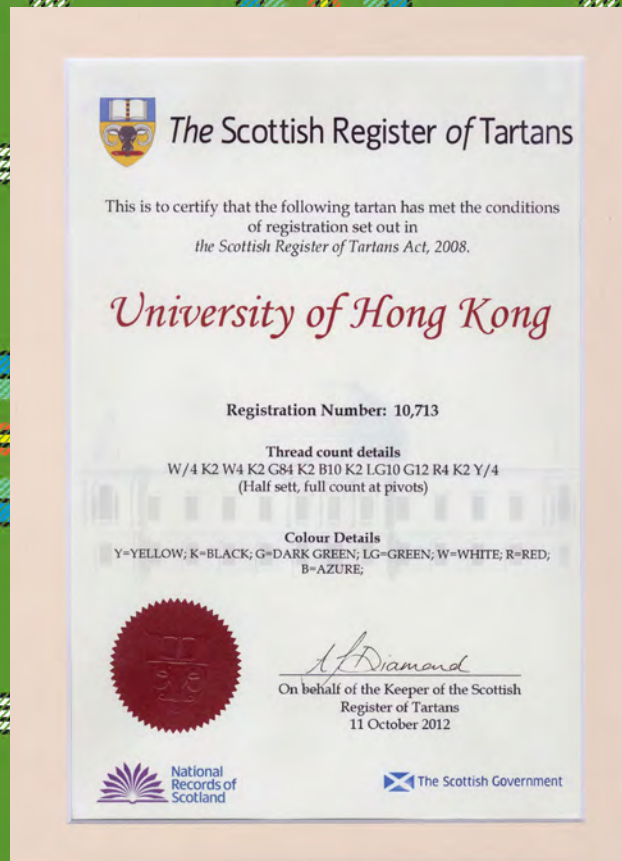 The Scottish Register of Tartans
This is to certify that the following tartan has met the conditions
of registration set out in
the Scottish Register of Tartans Act, 2008.
University of Hong Kong
Registration Number: 10,713
Thread count details
W/4 K2 W4 K2 G84 K2 B10 K2 LG10 G12 R4 K2 Y/4
(Half sett, full count at pivots)
Colour Details
Y=YELLOW; K=BLACK; G=DARK GREEN; LG=GREEN; W=WHITE; R=RED;
B=AZURE;
Diamond
On behalf of the Keeper of the Scottish
Register of Tartans
11 October 2012
National
Records of
Scotland
The Scottish Government